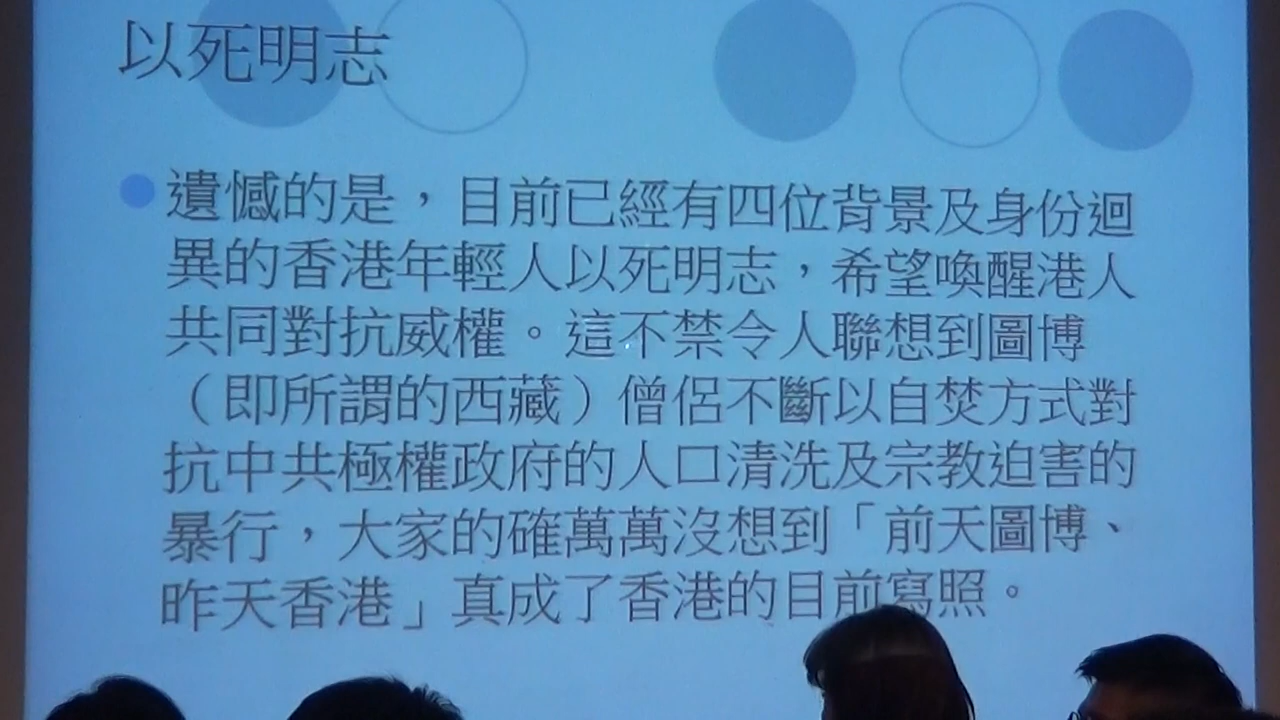 以死明志
遺憾的是，目前已經有四位背景及身份迴
異的香港年輕人以死明志，希望喚醒港人
共同對抗威權。這不禁令人聯想到圖博
（即所謂的西藏）僧侶不斷以自焚方式對
抗中共極權政府的人口清洗及宗教迫害的
暴行，大家的確萬萬沒想到「前天圖博、
昨天香港」真成了香港的目前寫照。